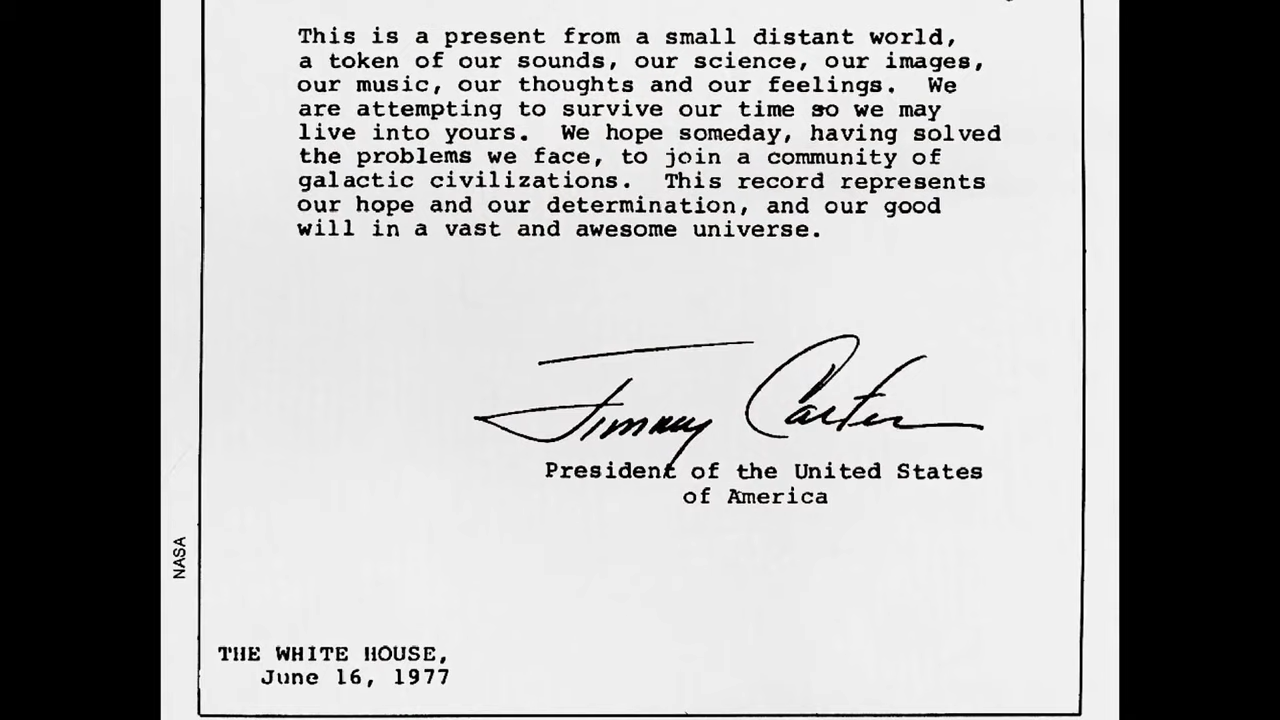 This is a present from a small distant world,
a token of our sounds, our science, our images,
our music, our thoughts and our feelings. We
are attempting to survive our time so we may
live into yours. We hope someday, having solved
the problems we face, to join a community of
galactic civilizations. This record represents
our hope and our determination, and our good
will in a vast and awesome universe.
Jimmy Carter
President of the United States
of America
NASA
THE WHITE HOUSE,
June 16, 1977